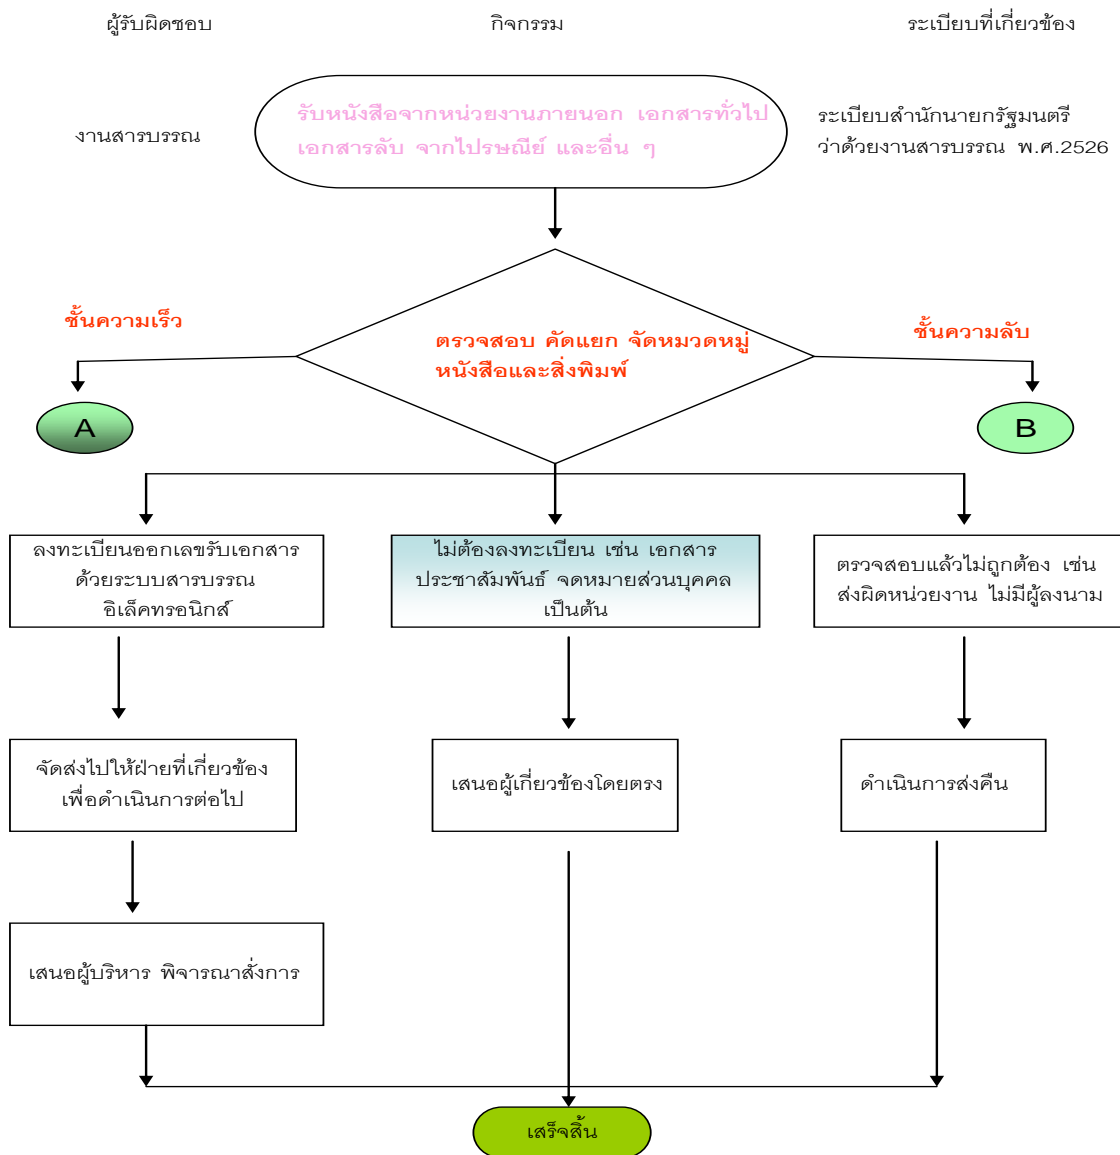 ผู้รับผิดชอบ
กิจกรรม
ระเบียบที่เกี่ยวข้อง
งานสารบรรณ
รับหนังสือจากหน่วยงานภายนอก เอกสารทั่วไป
เอกสารลับ จากไปรษณีย์ และอื่น ๆ
ระเบียบสำนักนายกรัฐมนตรี
ว่าด้วยงานสารบรรณ พ.ศ.2526
ชั้นความเร็ว
ตรวจสอบ คัดแยก จัดหมวดหมู่
หนังสือและสิ่งพิมพ์
ชั้นความลับ
A
B
ลงทะเบียนออกเลขรับเอกสาร
ด้วยระบบสารบรรณ
อิเล็คทรอนิกส์
ไม่ต้องลงทะเบียน เช่น เอกสาร
ประชาสัมพันธ์ จดหมายส่วนบุคคล
เป็นต้น
ตรวจสอบแล้วไม่ถูกต้อง เช่น
ส่งผิดหน่วยงาน ไม่มีผู้ลงนาม
จัดส่งไปให้ฝ่ายที่เกี่ยวข้อง
เพื่อดำเนินการต่อไป
เสนอผู้เกี่ยวข้องโดยตรง
ดำเนินการส่งคืน
เสนอผู้บริหาร พิจารณาสั่งการ
เสร็จสิ้น